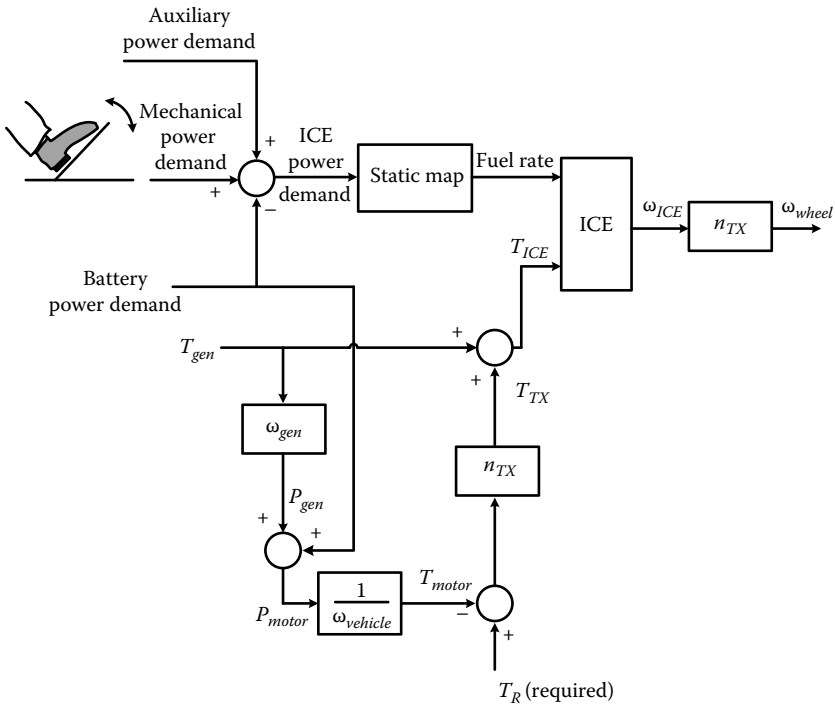 Auxiliary
power demand
Mechanical
power
demand
+
+
−
ICE
power
demand
Static map
Fuel rate
ICE
ω_ICE
n_TX
ω_wheel
T_ICE
Battery
power demand
T_gen
+
+
T_TX
ω_gen
n_TX
P_gen
+
+
P_motor
1
ω_vehicle
T_motor
−
+
T_R (required)